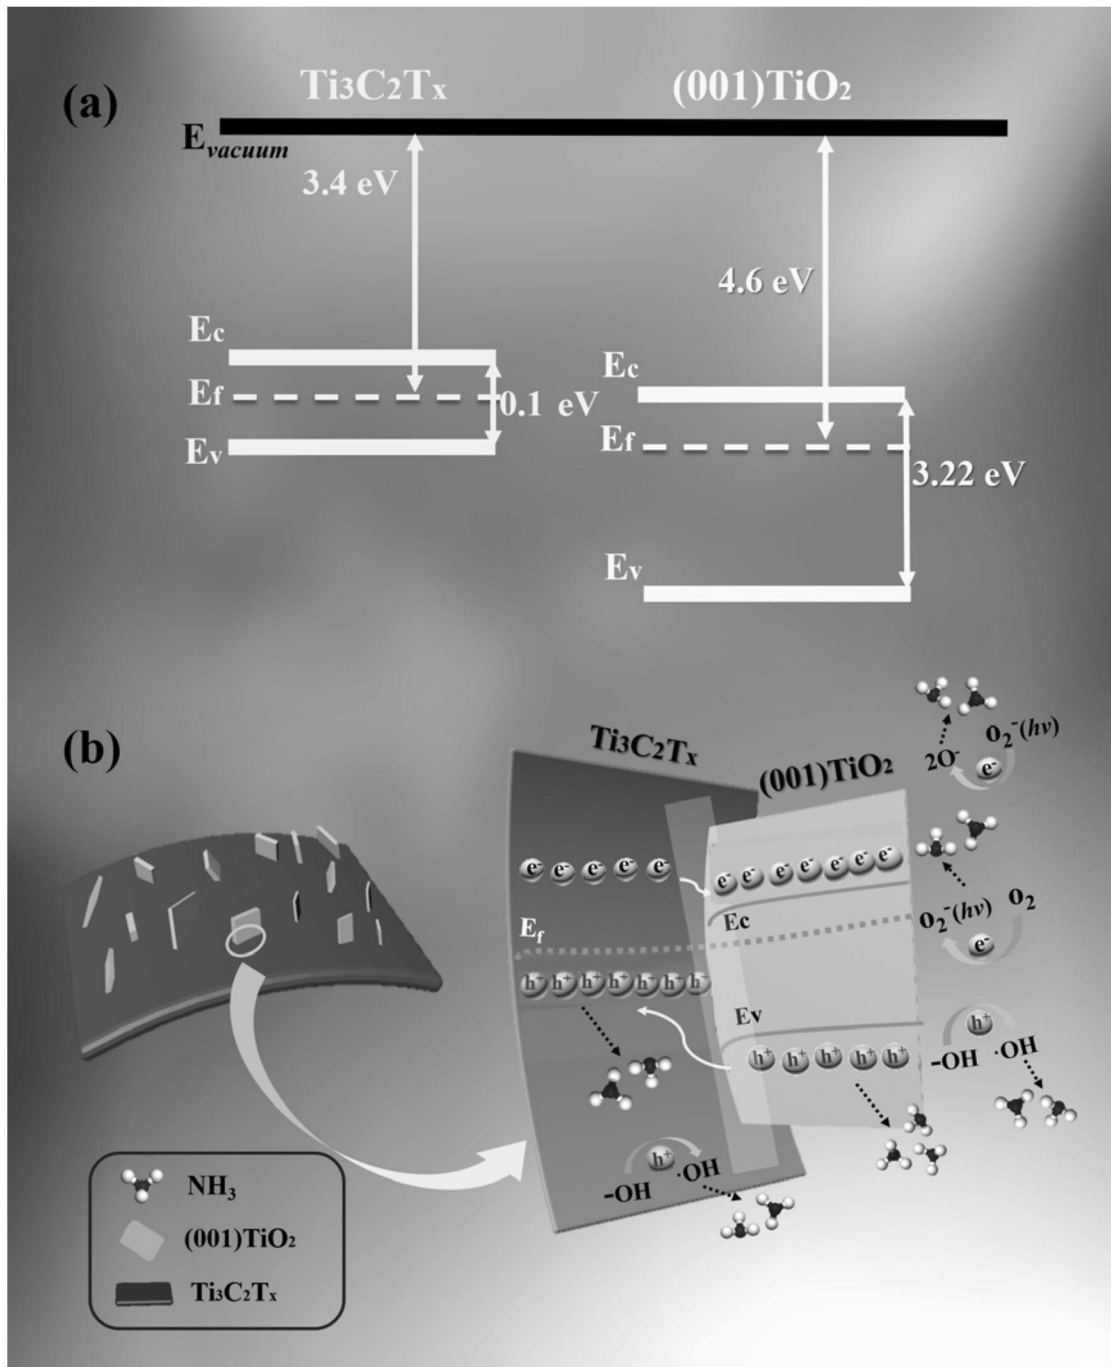 (a)
Ti₃C₂Tₓ (001)TiO₂
E_vacuum
3.4 eV
4.6 eV
Ec
Ec
Ef
0.1 eV
Ef
Ev
3.22 eV
Ev
(b)
Ti₃C₂Tₓ
(001)TiO₂
O₂⁻(hv)
2O⁻
e⁻
e⁻ e⁻ e⁻ e⁻ e⁻
e⁻ e⁻ e⁻ e⁻ e⁻ e⁻ e⁻
Ec
E_f
O₂⁻(hv) O₂
e⁻
h⁺ h⁺ h⁺ h⁺ h⁺ h⁺ h⁺
Ev
h⁺ h⁺ h⁺ h⁺ h⁺
h⁺
-OH ·OH
h⁺
-OH ·OH
NH₃
(001)TiO₂
Ti₃C₂Tₓ